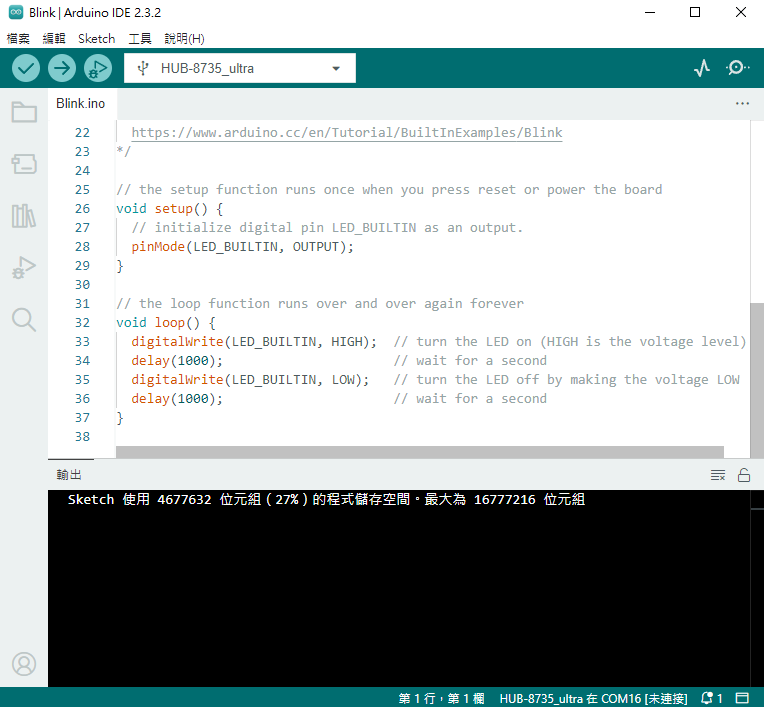 Blink | Arduino IDE 2.3.2
檔案 編輯 Sketch 工具 說明(H)
HUB-8735_ultra
Blink.ino
22 https://www.arduino.cc/en/Tutorial/BuiltInExamples/Blink
23 */
24
25 // the setup function runs once when you press reset or power the board
26 void setup() {
27 // initialize digital pin LED_BUILTIN as an output.
28 pinMode(LED_BUILTIN, OUTPUT);
29 }
30
31 // the loop function runs over and over again forever
32 void loop() {
33 digitalWrite(LED_BUILTIN, HIGH); // turn the LED on (HIGH is the voltage level)
34 delay(1000); // wait for a second
35 digitalWrite(LED_BUILTIN, LOW); // turn the LED off by making the voltage LOW
36 delay(1000); // wait for a second
37 }
38
輸出
Sketch 使用 4677632 位元組（27%）的程式儲存空間。最大為 16777216 位元組
第 1 行，第 1 欄 HUB-8735_ultra 在 COM16 [未連接] 1